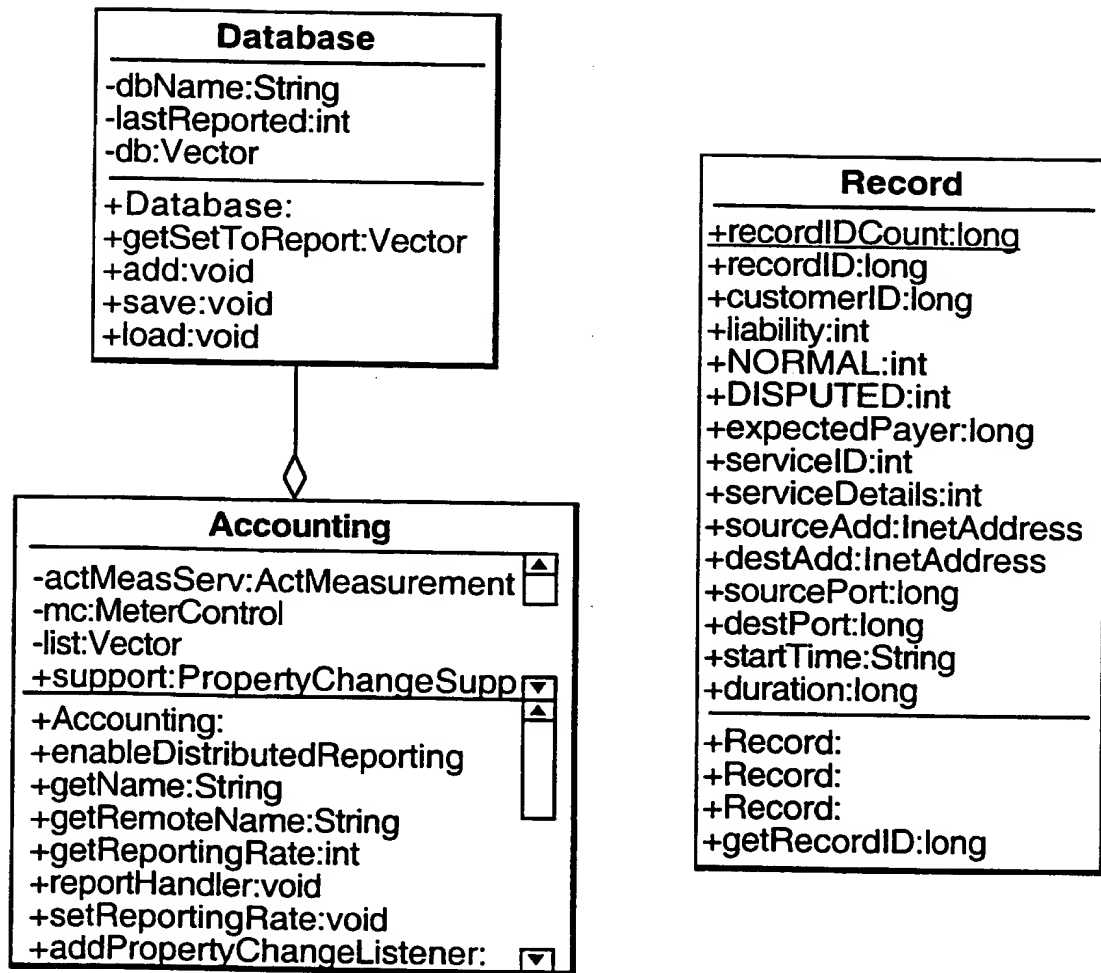 Database
-dbName:String
-lastReported:int
-db:Vector
+Database:
+getSetToReport:Vector
+add:void
+save:void
+load:void
Accounting
-actMeasServ:ActMeasurement
-mc:MeterControl
-list:Vector
+support:PropertyChangeSupp
+Accounting:
+enableDistributedReporting
+getName:String
+getRemoteName:String
+getReportingRate:int
+reportHandler:void
+setReportingRate:void
+addPropertyChangeListener:
Record
+recordIDCount:long
+recordID:long
+customerID:long
+liability:int
+NORMAL:int
+DISPUTED:int
+expectedPayer:long
+serviceID:int
+serviceDetails:int
+sourceAdd:InetAddress
+destAdd:InetAddress
+sourcePort:long
+destPort:long
+startTime:String
+duration:long
+Record:
+Record:
+Record:
+getRecordID:long